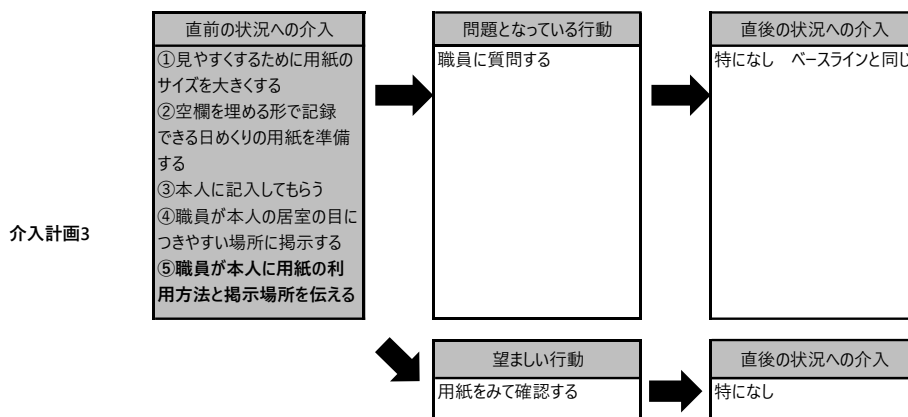 介入計画3
直前の状況への介入
①見やすくするために用紙の
サイズを大きくする
②空欄を埋める形で記録
できる日めくりの用紙を準備
する
③本人に記入してもらう
④職員が本人の居室の目に
つきやすい場所に掲示する
⑤職員が本人に用紙の利
用方法と掲示場所を伝える
問題となっている行動
職員に質問する
直後の状況への介入
特になし　ベースラインと同じ
望ましい行動
用紙をみて確認する
直後の状況への介入
特になし